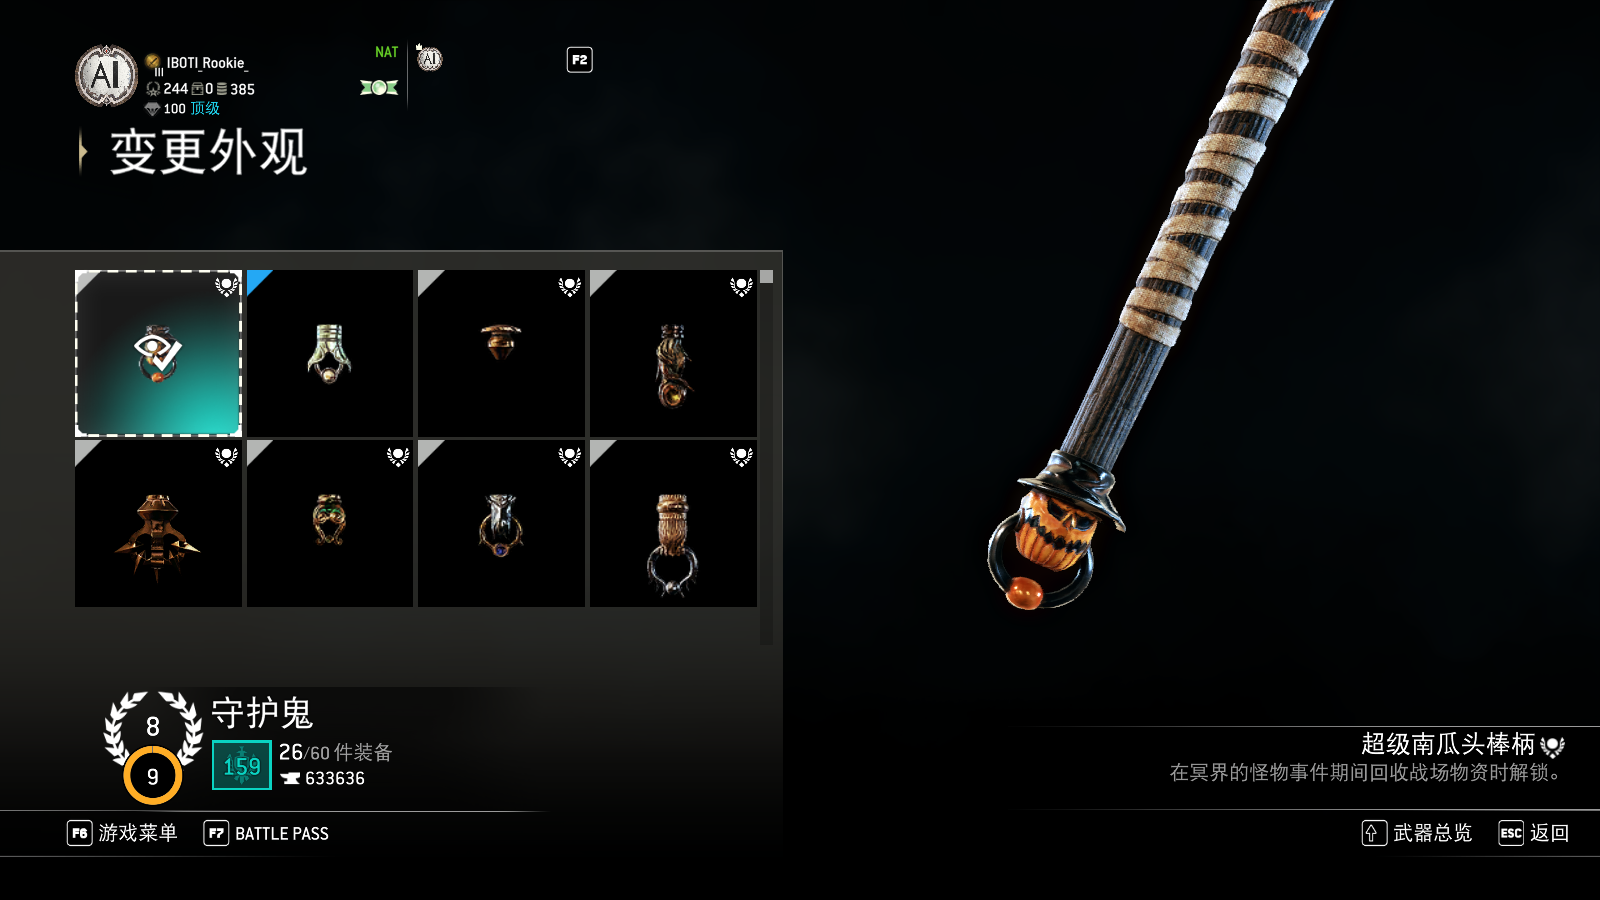 AI
IBOTI_Rookie_
III
244 0 385
100 顶级
NAT
AI
F2
变更外观
8
9
守护鬼
159
26/60 件装备
633636
超级南瓜头棒柄
在冥界的怪物事件期间回收战场物资时解锁。
F6 游戏菜单 F7 BATTLE PASS
武器总览 ESC 返回